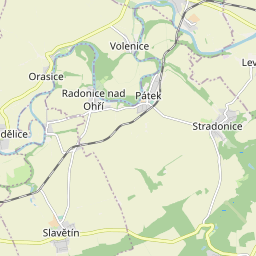 Volenice
Lev
Orasice
Radonice nad
Ohří
Pátek
Stradonice
dělice
Slavětín